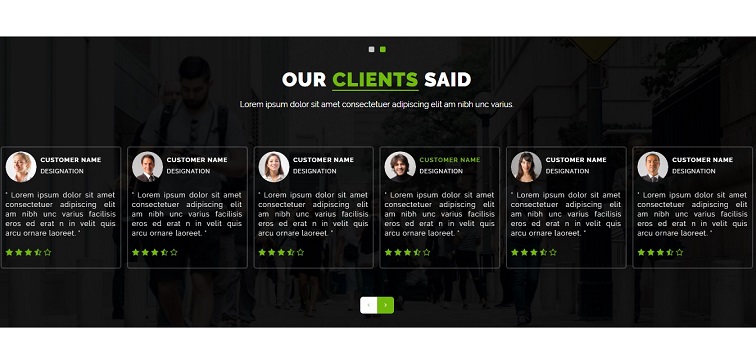 OUR CLIENTS SAID
Lorem ipsum dolor sit amet consectetuer adipiscing elit am nibh unc varius.
CUSTOMER NAME
DESIGNATION
" Lorem ipsum dolor sit amet
consectetuer adipiscing elit
am nibh unc varius facilisis
eros ed erat n in velit quis
arcu ornare laoreet. "
CUSTOMER NAME
DESIGNATION
" Lorem ipsum dolor sit amet
consectetuer adipiscing elit
am nibh unc varius facilisis
eros ed erat n in velit quis
arcu ornare laoreet. "
CUSTOMER NAME
DESIGNATION
" Lorem ipsum dolor sit amet
consectetuer adipiscing elit
am nibh unc varius facilisis
eros ed erat n in velit quis
arcu ornare laoreet. "
CUSTOMER NAME
DESIGNATION
" Lorem ipsum dolor sit amet
consectetuer adipiscing elit
am nibh unc varius facilisis
eros ed erat n in velit quis
arcu ornare laoreet. "
CUSTOMER NAME
DESIGNATION
" Lorem ipsum dolor sit amet
consectetuer adipiscing elit
am nibh unc varius facilisis
eros ed erat n in velit quis
arcu ornare laoreet. "
CUSTOMER NAME
DESIGNATION
" Lorem ipsum dolor sit amet
consectetuer adipiscing elit
am nibh unc varius facilisis
eros ed erat n in velit quis
arcu ornare laoreet. "